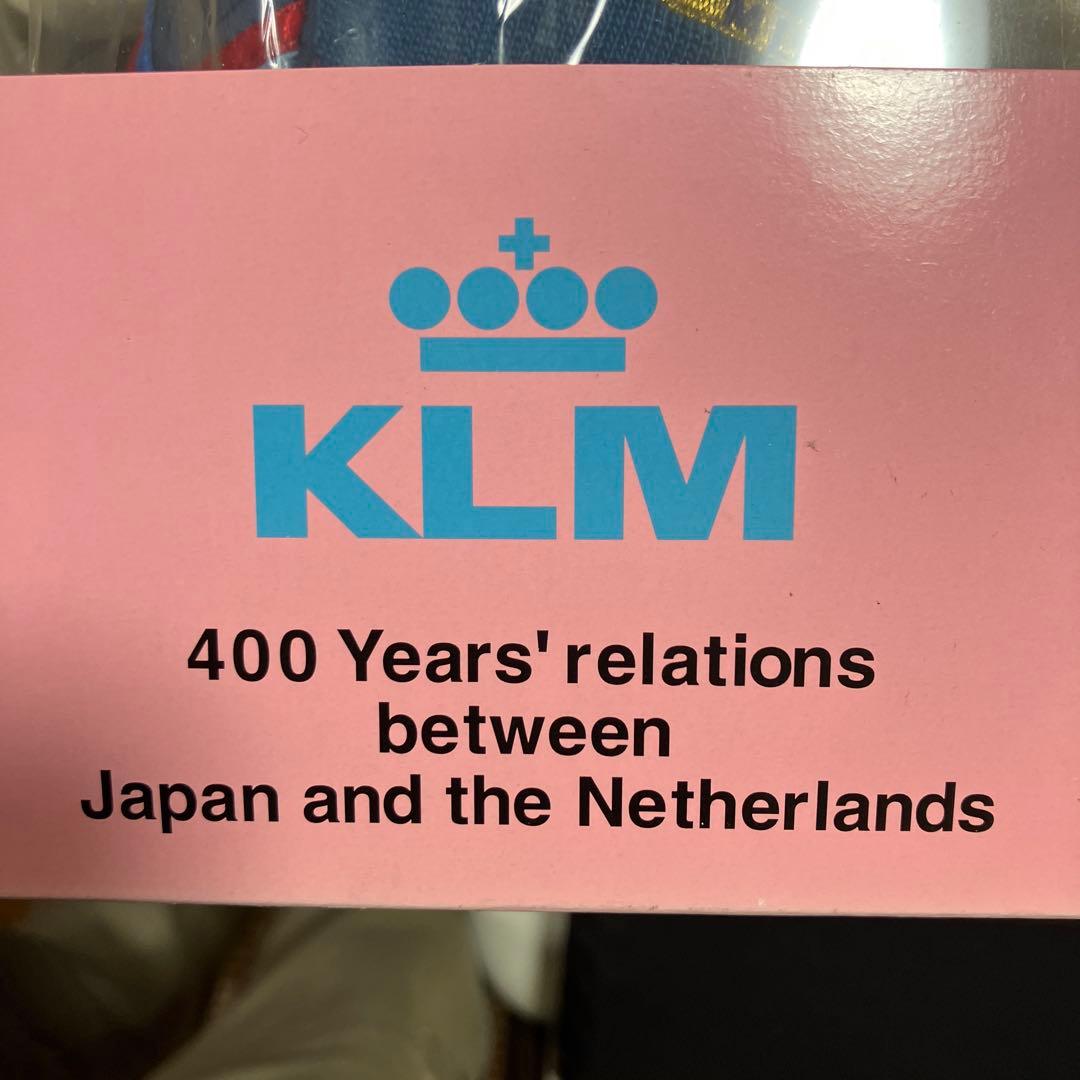 KLM
400 Years' relations
between
Japan and the Netherlands